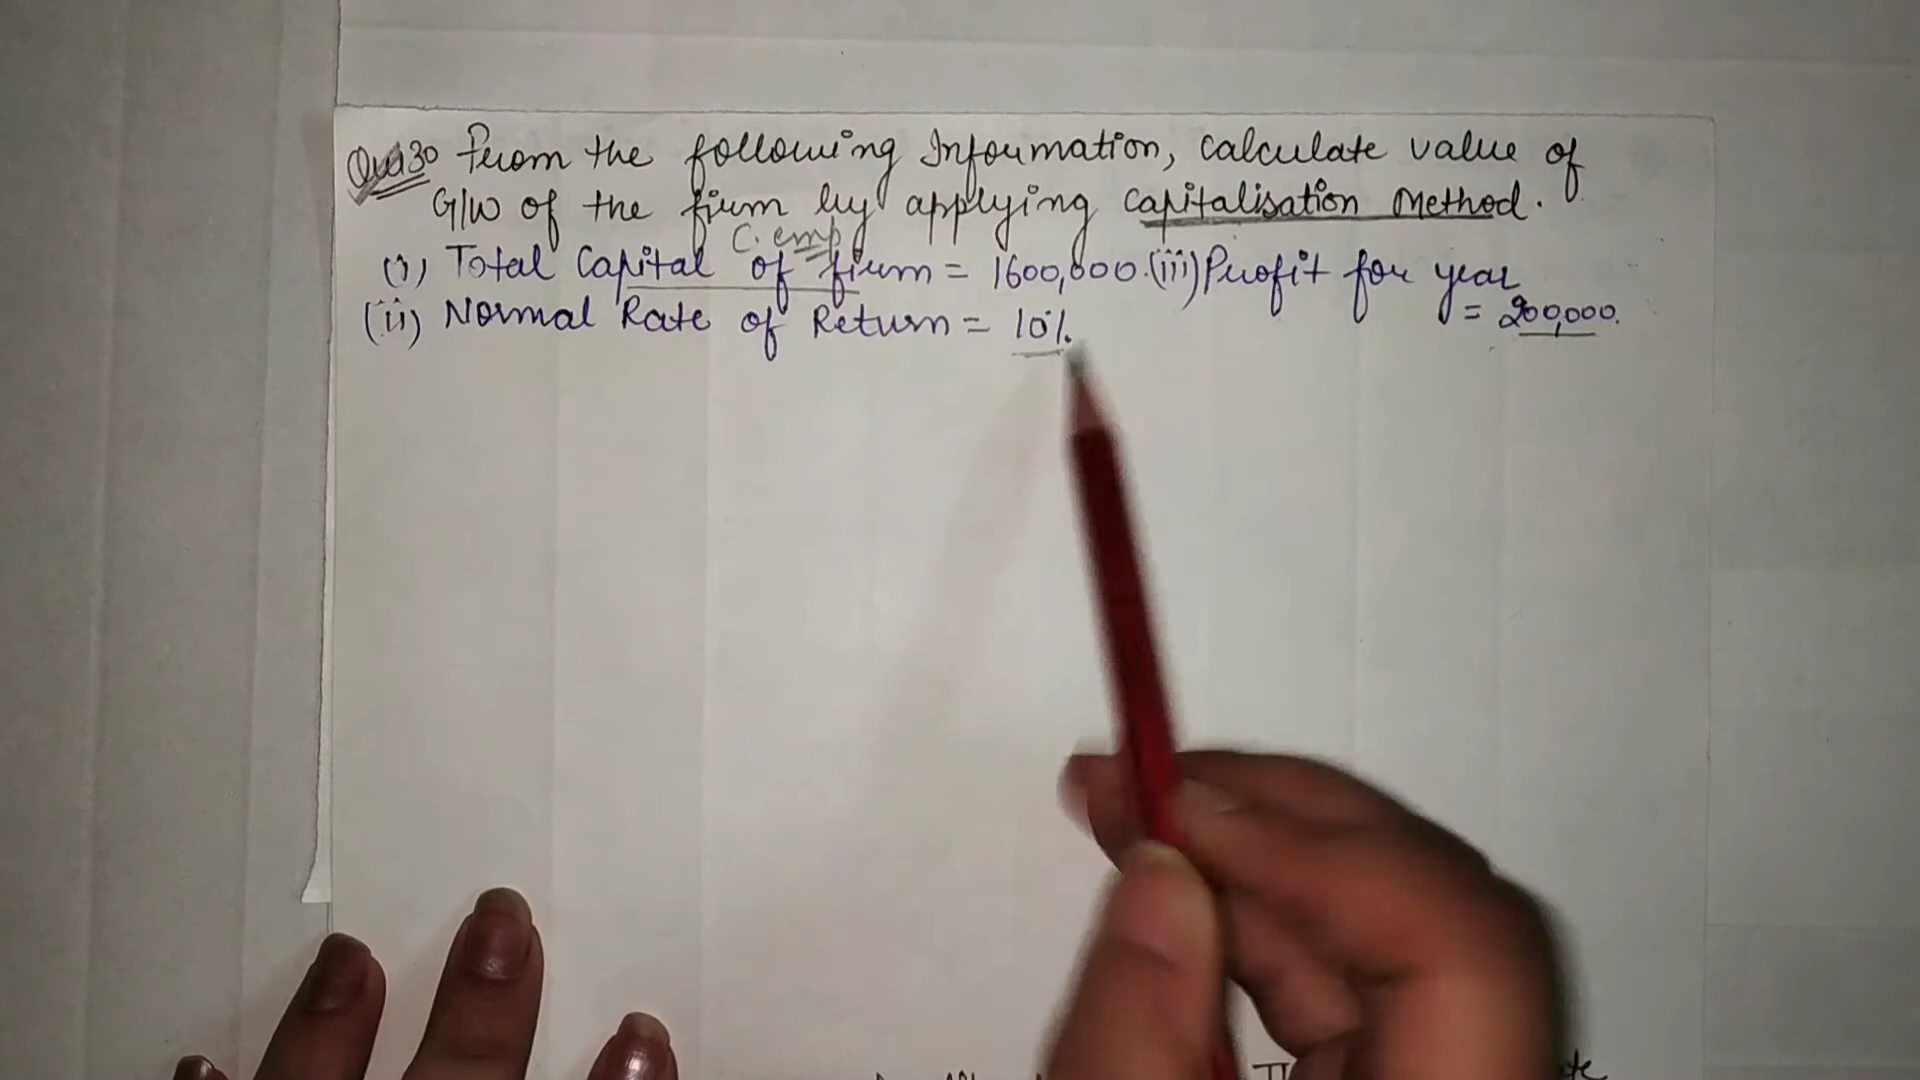 Que30 From the following Information, calculate value of
G/W of the firm by applying capitalisation Method.
C. emp
(i) Total Capital of firm = 1600,000. (iii) Profit for year
= 200,000.
(ii) Normal Rate of Return = 10%.